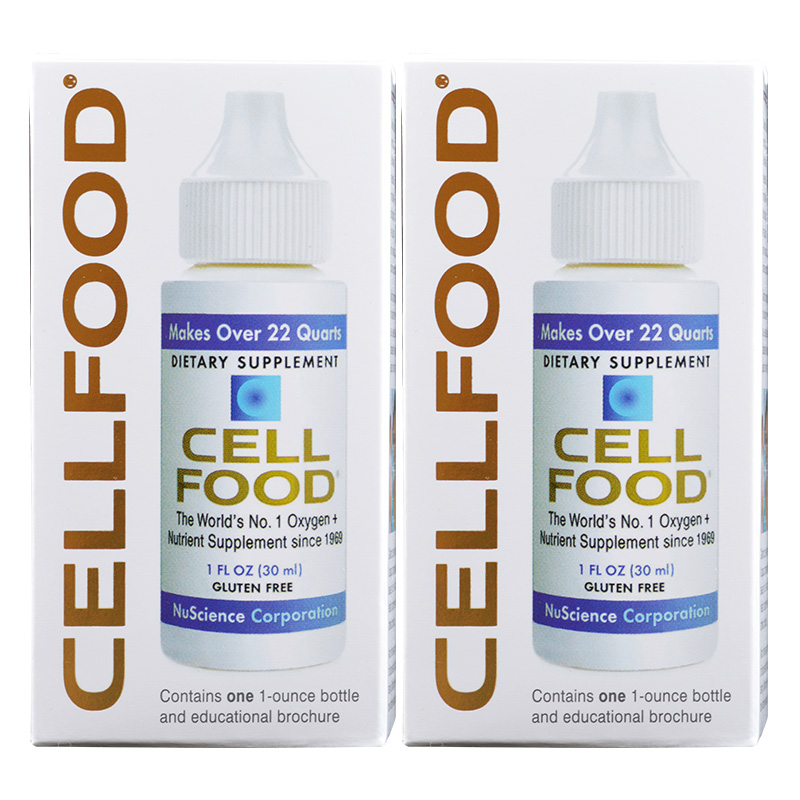 CELLFOOD®
Makes Over 22 Quarts
DIETARY SUPPLEMENT
CELL
FOOD®
The World's No. 1 Oxygen +
Nutrient Supplement since 1969
1 FL OZ (30 ml)
GLUTEN FREE
NuScience Corporation
Contains one 1-ounce bottle
and educational brochure
CELLFOOD®
Makes Over 22 Quarts
DIETARY SUPPLEMENT
CELL
FOOD®
The World's No. 1 Oxygen +
Nutrient Supplement since 1969
1 FL OZ (30 ml)
GLUTEN FREE
NuScience Corporation
Contains one 1-ounce bottle
and educational brochure